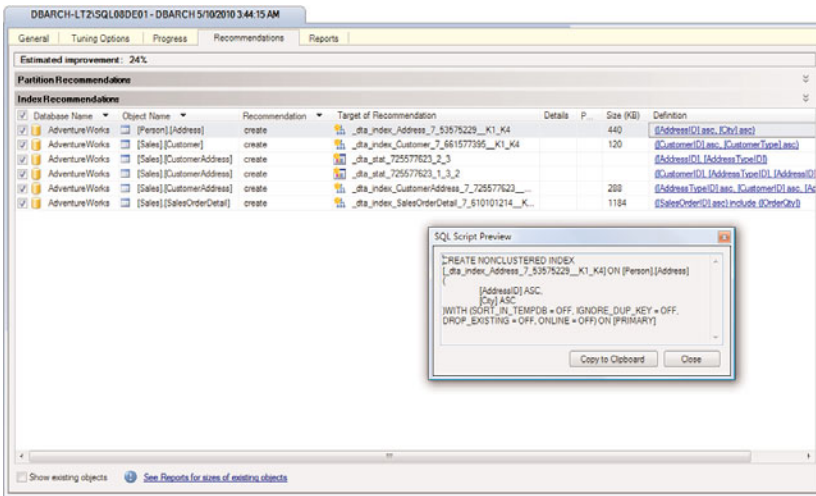 DBARCH-LT2\SQL08DE01 - DBARCH 5/10/2010 3:44:15 AM
General Tuning Options Progress Recommendations Reports
Estimated improvement: 24%
Partition Recommendations
Index Recommendations
Database Name Object Name Recommendation Target of Recommendation Details P... Size (KB) Definition
AdventureWorks [Person].[Address] create _dta_index_Address_7_53575229__K1_K4 440 ([AddressID] asc, [City] asc)
AdventureWorks [Sales].[Customer] create _dta_index_Customer_7_661577395__K1_K4 120 ([CustomerID] asc, [CustomerType] asc)
AdventureWorks [Sales].[CustomerAddress] create _dta_stat_725577623_2_3 ([AddressID], [AddressTypeID])
AdventureWorks [Sales].[CustomerAddress] create _dta_stat_725577623_1_3_2 ([CustomerID], [AddressTypeID], [AddressID]
AdventureWorks [Sales].[CustomerAddress] create _dta_index_CustomerAddress_7_725577623__... 288 ([AddressTypeID] asc, [CustomerID] asc, [Ad
AdventureWorks [Sales].[SalesOrderDetail] create _dta_index_SalesOrderDetail_7_610101214__K... 1184 ([SalesOrderID] asc) include ([OrderQty])
SQL Script Preview
CREATE NONCLUSTERED INDEX
[_dta_index_Address_7_53575229__K1_K4] ON [Person].[Address]
(
[AddressID] ASC,
[City] ASC
)WITH (SORT_IN_TEMPDB = OFF, IGNORE_DUP_KEY = OFF,
DROP_EXISTING = OFF, ONLINE = OFF) ON [PRIMARY]
Copy to Clipboard Close
Show existing objects See Reports for sizes of existing objects